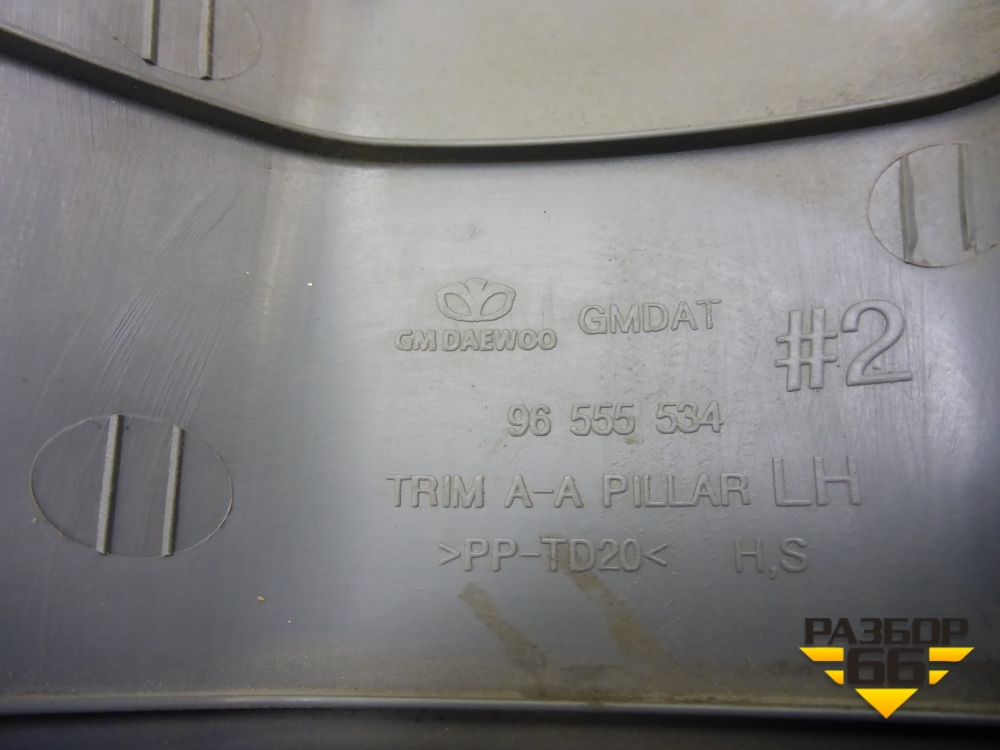 GM DAEWOO GMDAT #2
96 555 534
TRIM A-A PILLAR LH
>PP-TD20< H,S
РАЗБОР
66